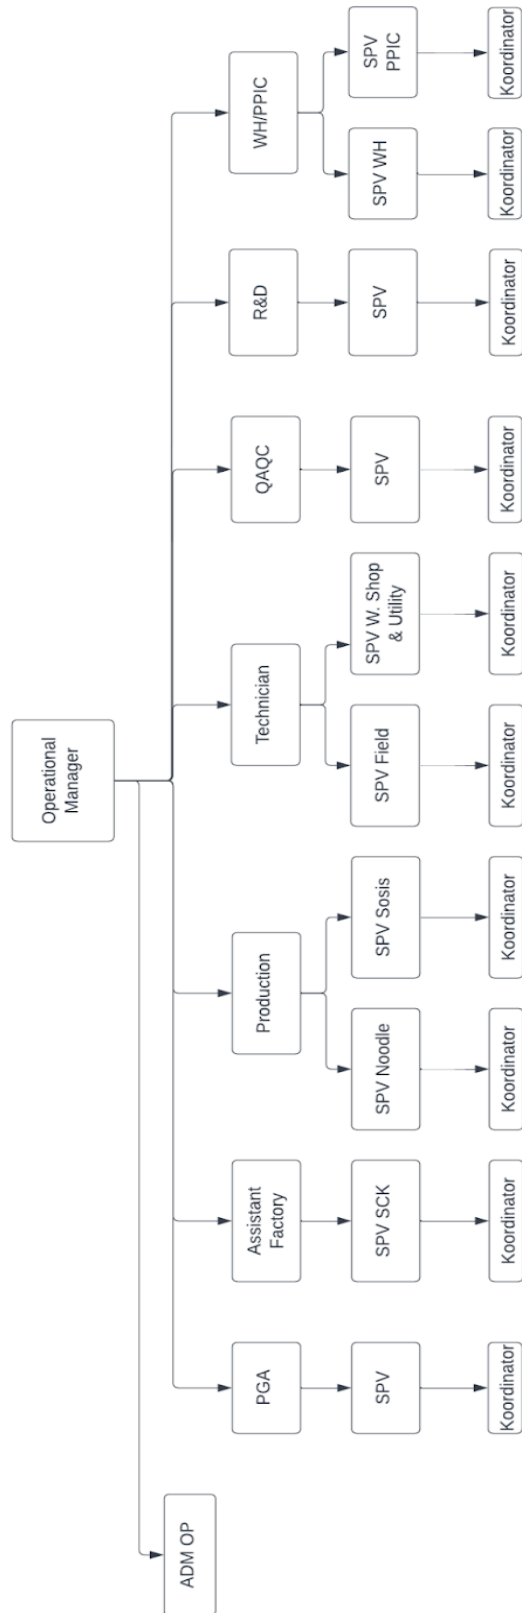 Operational
Manager
ADM OP
PGA
Assistant
Factory
Production
Technician
QAQC
R&D
WH/PPIC
SPV
SPV SCK
SPV Noodle
SPV Sosis
SPV Field
SPV W. Shop
& Utility
SPV
SPV
SPV WH
SPV
PPIC
Koordinator
Koordinator
Koordinator
Koordinator
Koordinator
Koordinator
Koordinator
Koordinator
Koordinator
Koordinator